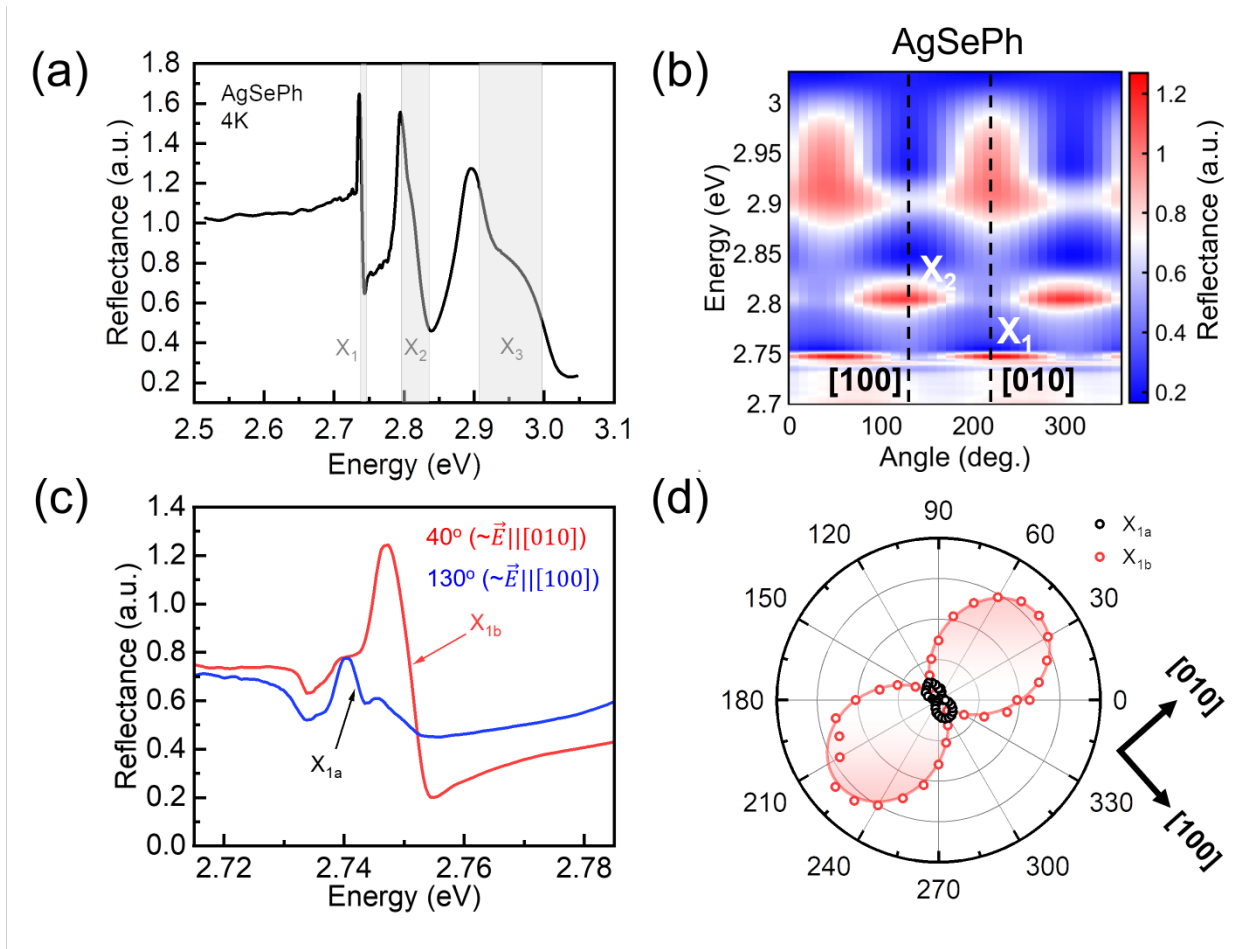 (a)
AgSePh
4K
1.8
1.6
1.4
1.2
1.0
0.8
0.6
0.4
0.2
Reflectance (a.u.)
X₁
X₂
X₃
2.5 2.6 2.7 2.8 2.9 3.0 3.1
Energy (eV)
AgSePh
(b)
3
2.95
2.9
2.85
2.8
2.75
2.7
Energy (eV)
X₂
X₁
[100]
[010]
0 100 200 300
Angle (deg.)
1.2
1
0.8
0.6
0.4
0.2
Reflectance (a.u.)
(c)
1.4
1.2
1.0
0.8
0.6
0.4
0.2
0.0
Reflectance (a.u.)
40° (~E⃗||[010])
130° (~E⃗||[100])
X₁b
X₁a
2.72 2.74 2.76 2.78
Energy (eV)
(d)
X₁a
X₁b
90
60
30
0
330
300
270
240
210
180
150
120
[010]
[100]